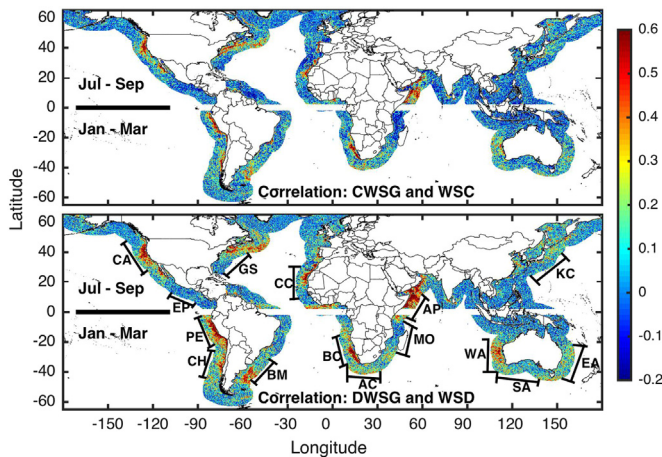 60
40
20
0
-20
-40
-60
Jul - Sep
Jan - Mar
Correlation: CWSG and WSC
0.6
0.5
0.4
0.3
0.2
0.1
0
-0.1
-0.2
Latitude
60
40
20
0
-20
-40
-60
CA
GS
CC
KC
EP
AP
Jul - Sep
Jan - Mar
PE
MO
BC
WA
CH
BM
AC
SA
EA
Correlation: DWSG and WSD
-150 -120 -90 -60 -30 0 30 60 90 120 150
Longitude